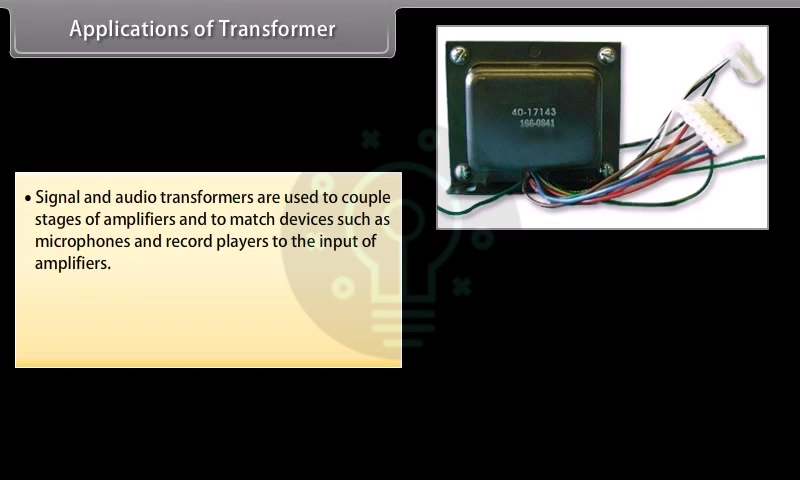 Applications of Transformer
40-17143
166-0841
• Signal and audio transformers are used to couple
stages of amplifiers and to match devices such as
microphones and record players to the input of
amplifiers.